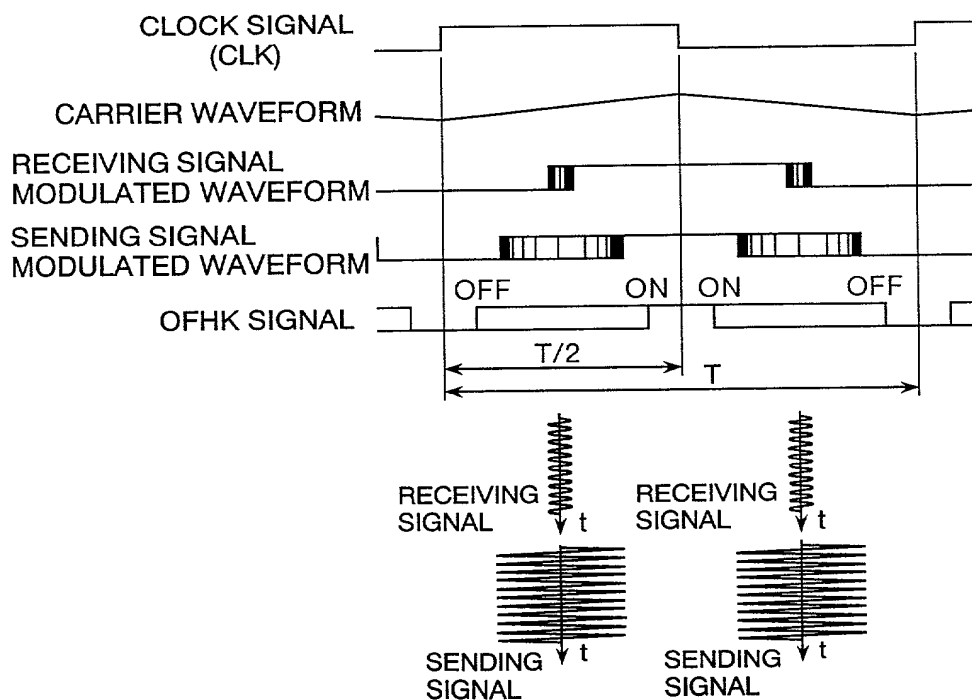 CLOCK SIGNAL
(CLK)
CARRIER WAVEFORM
RECEIVING SIGNAL
MODULATED WAVEFORM
SENDING SIGNAL
MODULATED WAVEFORM
OFF ON ON OFF
OFHK SIGNAL
T/2
T
RECEIVING
SIGNAL
t
RECEIVING
SIGNAL
t
SENDING
SIGNAL
t
SENDING
SIGNAL
t